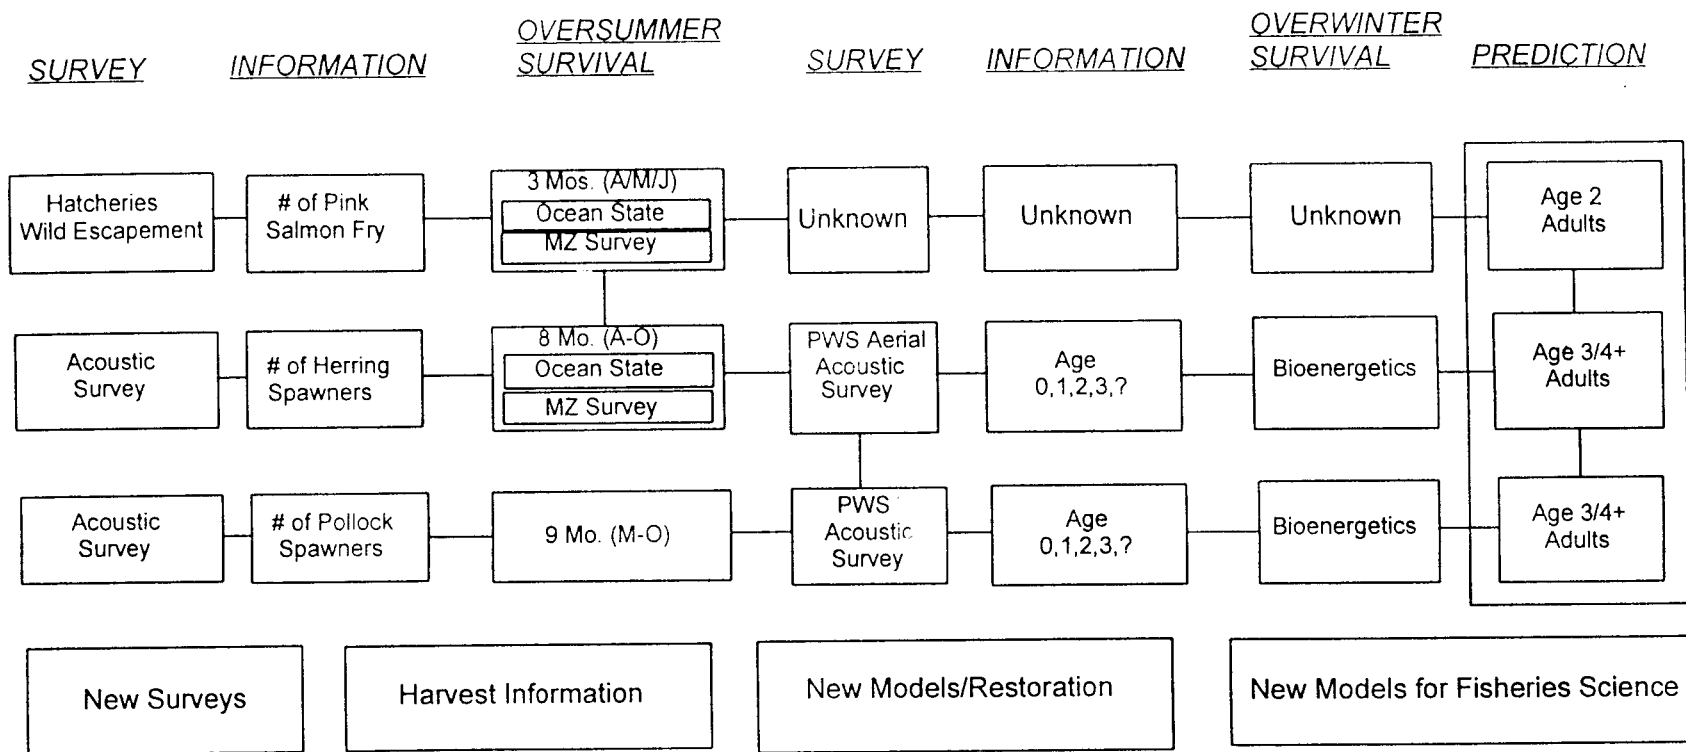 OVERSUMMER
SURVIVAL
OVERWINTER
SURVIVAL
SURVEY
INFORMATION
SURVEY
INFORMATION
PREDICTION
Hatcheries
Wild Escapement
# of Pink
Salmon Fry
3 Mos. (A/M/J)
Ocean State
MZ Survey
Unknown
Unknown
Unknown
Age 2
Adults
Acoustic
Survey
# of Herring
Spawners
8 Mo. (A-O)
Ocean State
MZ Survey
PWS Aerial
Acoustic
Survey
Age
0,1,2,3,?
Bioenergetics
Age 3/4+
Adults
Acoustic
Survey
# of Pollock
Spawners
9 Mo. (M-O)
PWS
Acoustic
Survey
Age
0,1,2,3,?
Bioenergetics
Age 3/4+
Adults
New Surveys
Harvest Information
New Models/Restoration
New Models for Fisheries Science